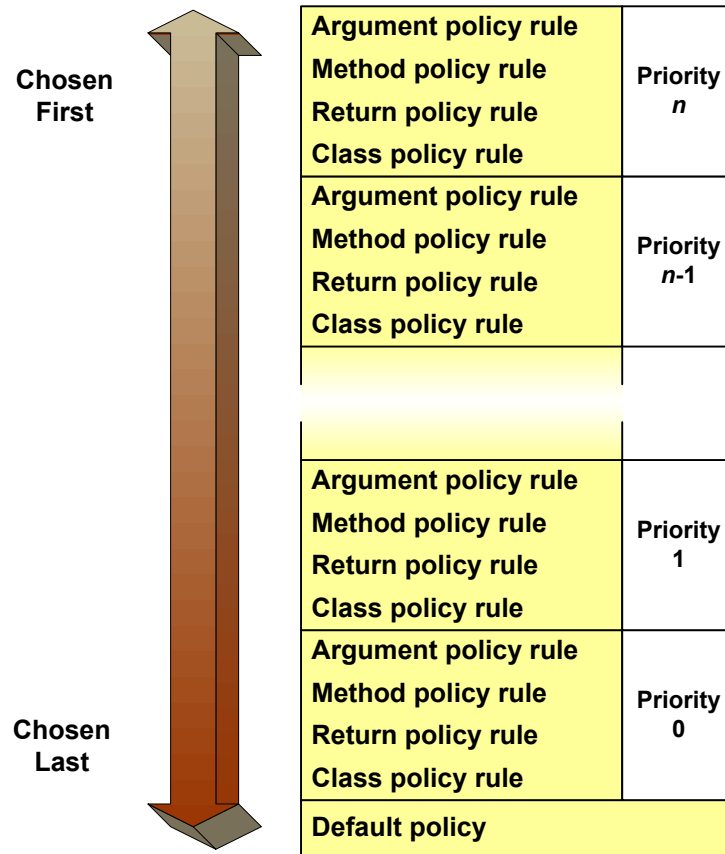 Chosen
First
Argument policy rule
Method policy rule
Return policy rule
Class policy rule
Priority
n
Argument policy rule
Method policy rule
Return policy rule
Class policy rule
Priority
n-1
Argument policy rule
Method policy rule
Return policy rule
Class policy rule
Priority
1
Chosen
Last
Argument policy rule
Method policy rule
Return policy rule
Class policy rule
Priority
0
Default policy